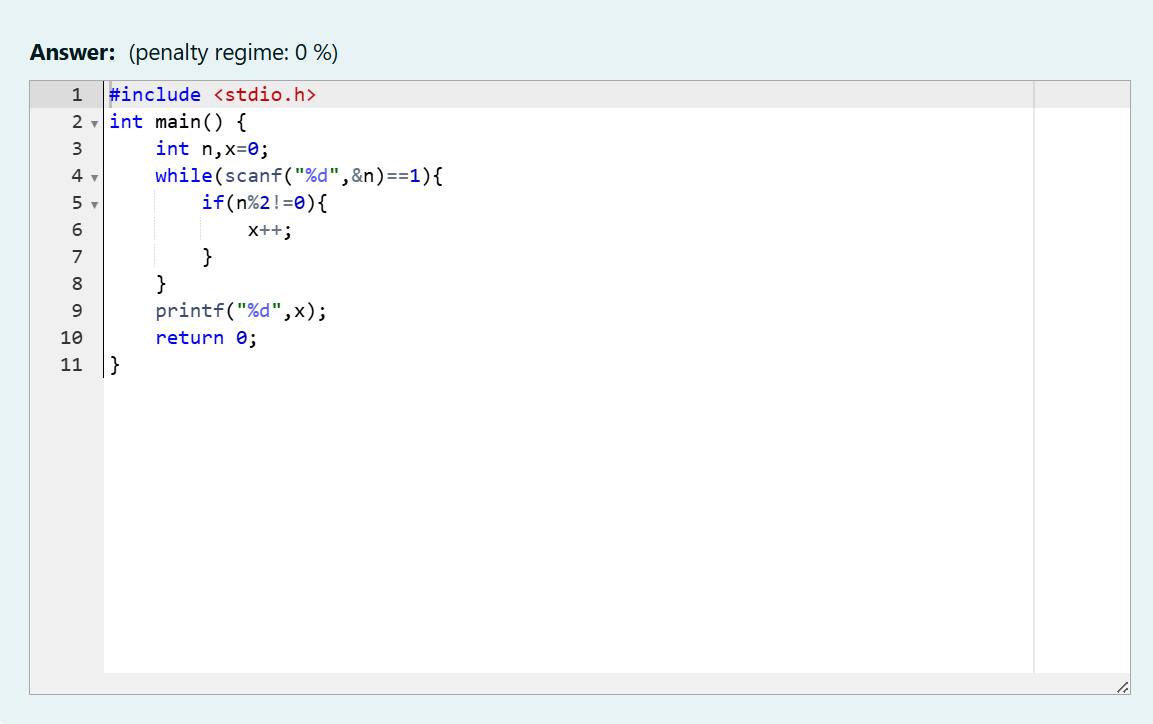 Answer: (penalty regime: 0 %)
1 #include <stdio.h>
2 int main() {
3     int n,x=0;
4     while(scanf("%d",&n)==1){
5         if(n%2!=0){
6             x++;
7         }
8     }
9     printf("%d",x);
10     return 0;
11 }